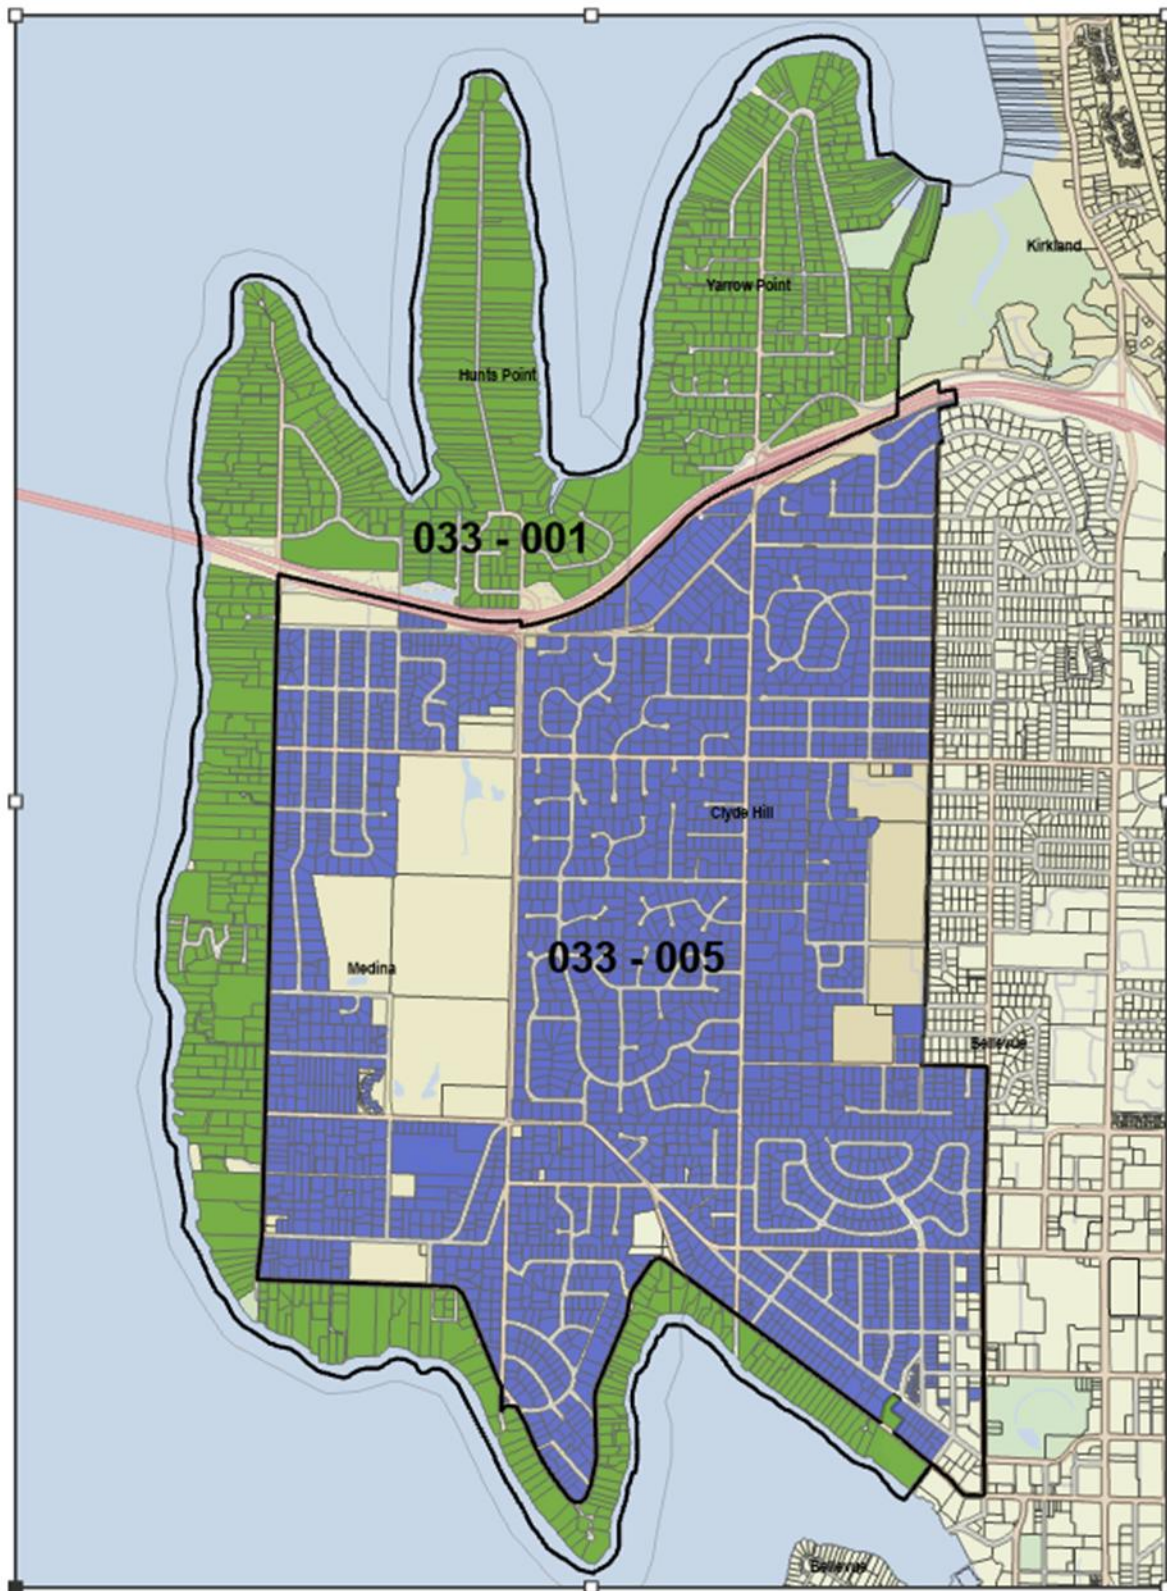 Kirkland
Yarrow Point
Hunts Point
033 - 001
Clyde Hill
033 - 005
Medina
Bellevue
Bellevue